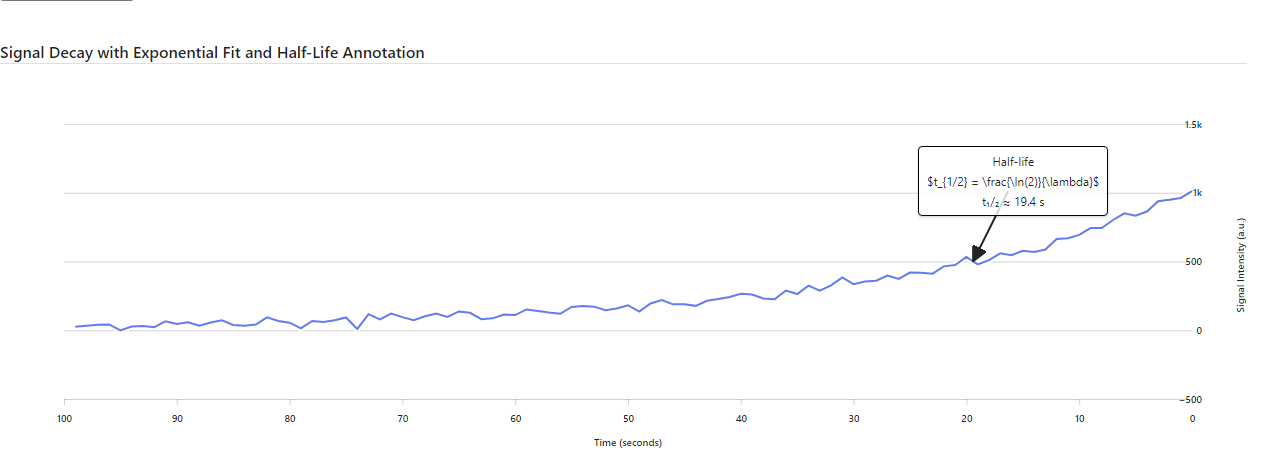 Signal Decay with Exponential Fit and Half-Life Annotation
1.5k
Half-life
$t_{1/2} = \frac{\ln(2)}{\lambda}$
t₁/₂ ≈ 19.4 s
1k
500
0
−500
Signal Intensity (a.u.)
100 90 80 70 60 50 40 30 20 10 0
Time (seconds)